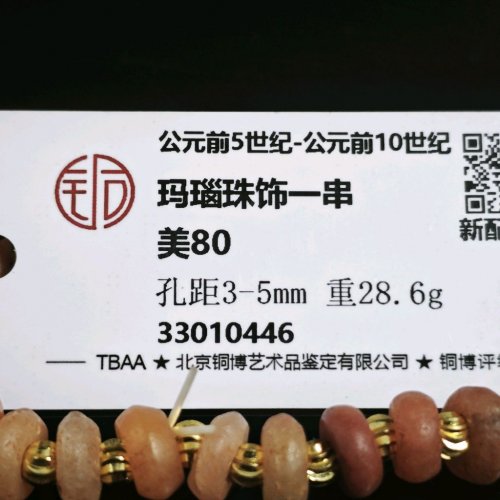 公元前5世纪-公元前10世纪
玛瑙珠饰一串
美80
新配
孔距3-5mm 重28.6g
33010446
TBAA ★ 北京铜博艺术品鉴定有限公司 ★ 铜博评